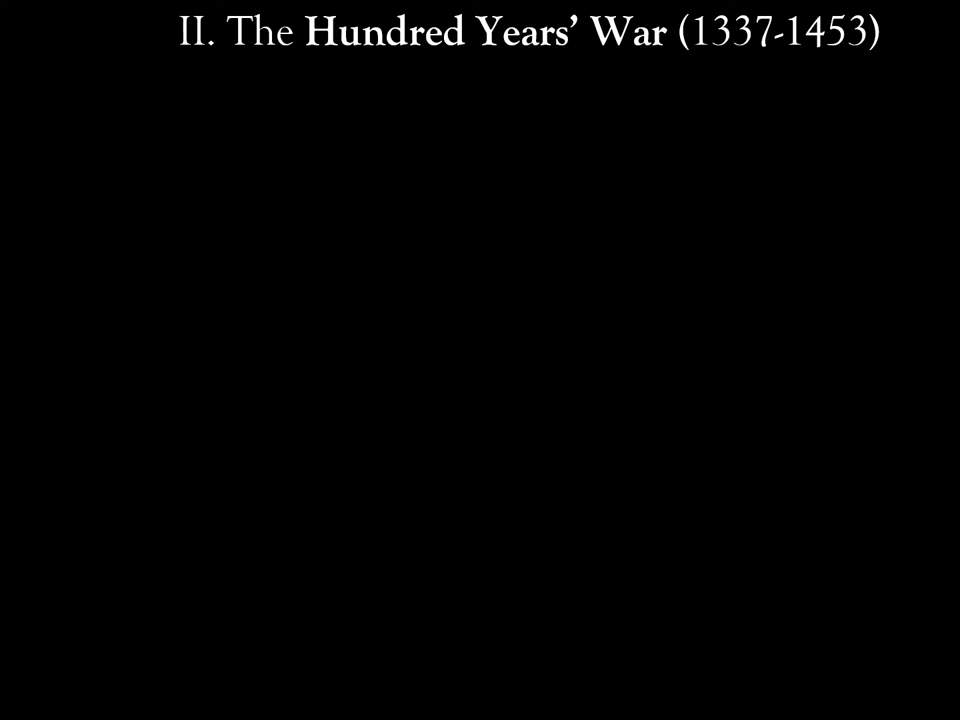 II. The Hundred Years’ War (1337-1453)